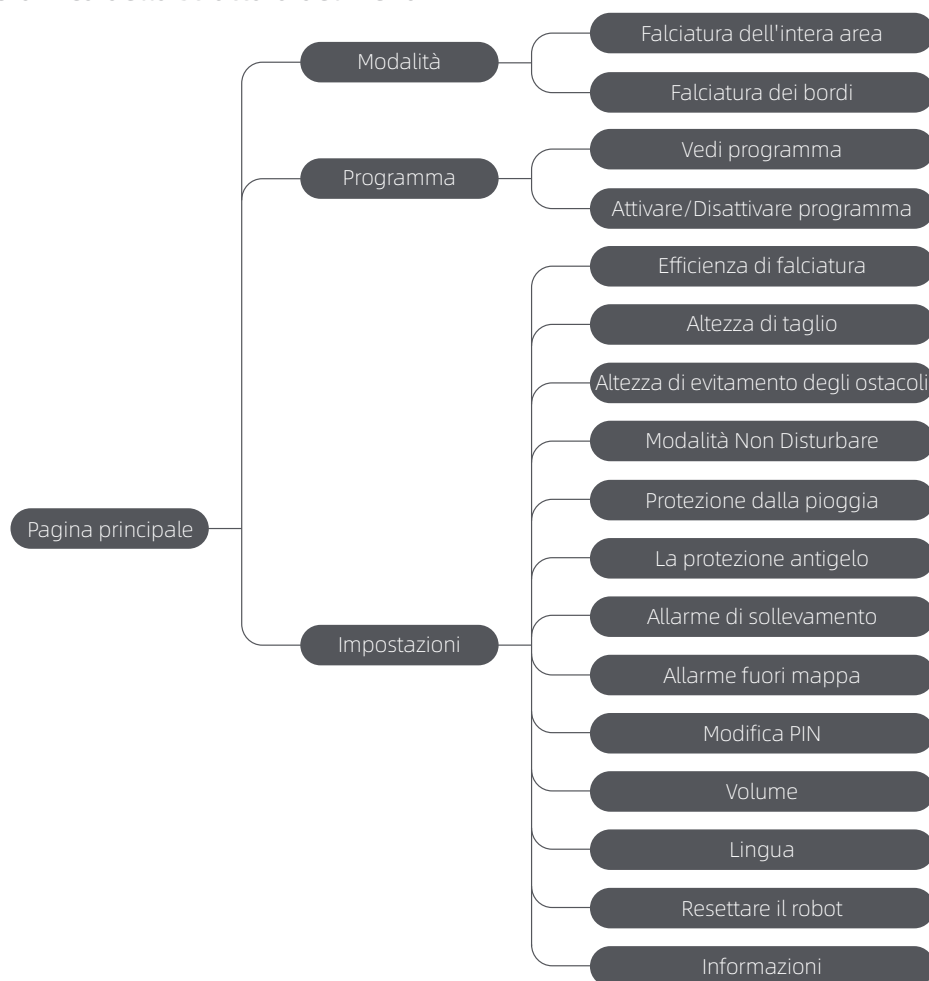 Modalità
Falciatura dell'intera area
Falciatura dei bordi
Programma
Vedi programma
Attivare/Disattivare programma
Pagina principale
Impostazioni
Efficienza di falciatura
Altezza di taglio
Altezza di evitamento degli ostacoli
Modalità Non Disturbare
Protezione dalla pioggia
La protezione antigelo
Allarme di sollevamento
Allarme fuori mappa
Modifica PIN
Volume
Lingua
Resettare il robot
Informazioni